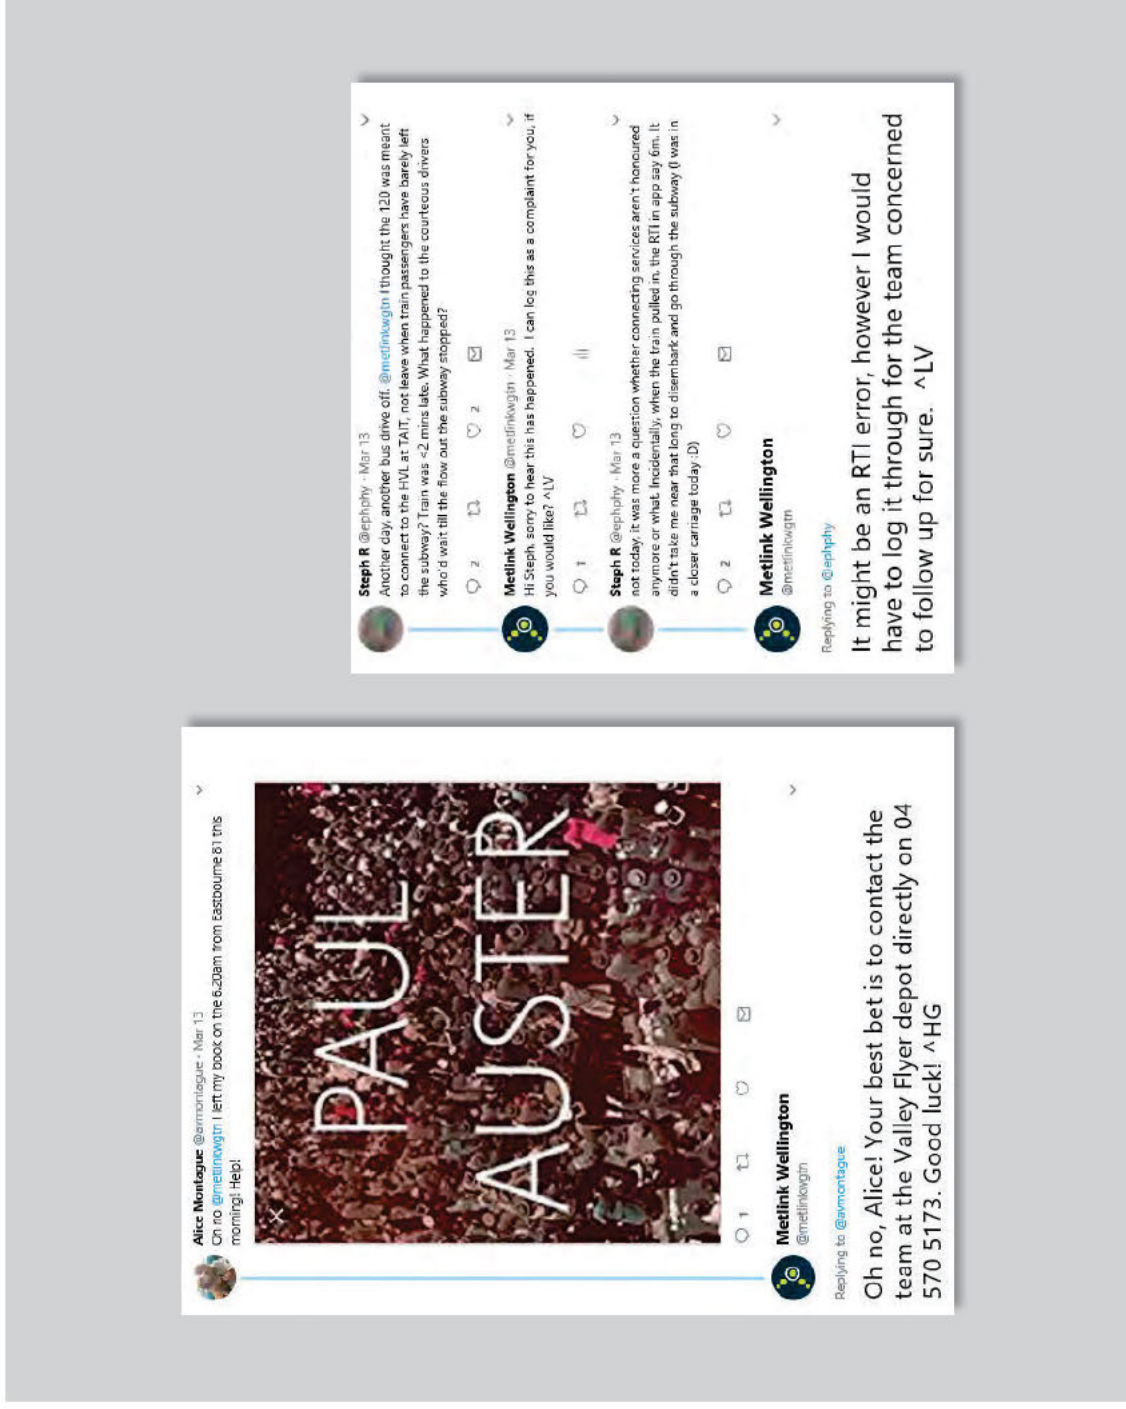 Alice Montague @avmontague · Mar 13
Oh no @metlinkwgtn I left my book on the 6.20am from Eastbourne 81 this
morning! Help!
PAUL
AUSTER
1
Metlink Wellington
@metlinkwgtn
Replying to @avmontague
Oh no, Alice! Your best bet is to contact the
team at the Valley Flyer depot directly on 04
570 5173. Good luck! ^HG
Steph R @ephphy · Mar 13
Another day, another bus drive off. @metlinkwgtn I thought the 120 was meant
to connect to the HVL at TAIT, not leave when train passengers have barely left
the subway? Train was <2 mins late. What happened to the courteous drivers
who'd wait till the flow out the subway stopped?
2 2
Metlink Wellington @metlinkwgtn · Mar 13
Hi Steph, sorry to hear this has happened. I can log this as a complaint for you, if
you would like? ^LV
1
Steph R @ephphy · Mar 13
not today, it was more a question whether connecting services aren't honoured
anymore or what. Incidentally, when the train pulled in, the RTI in app say 6m. It
didn't take me near that long to disembark and go through the subway (I was in
a closer carriage today :D)
2
Metlink Wellington
@metlinkwgtn
Replying to @ephphy
It might be an RTI error, however I would
have to log it through for the team concerned
to follow up for sure. ^LV